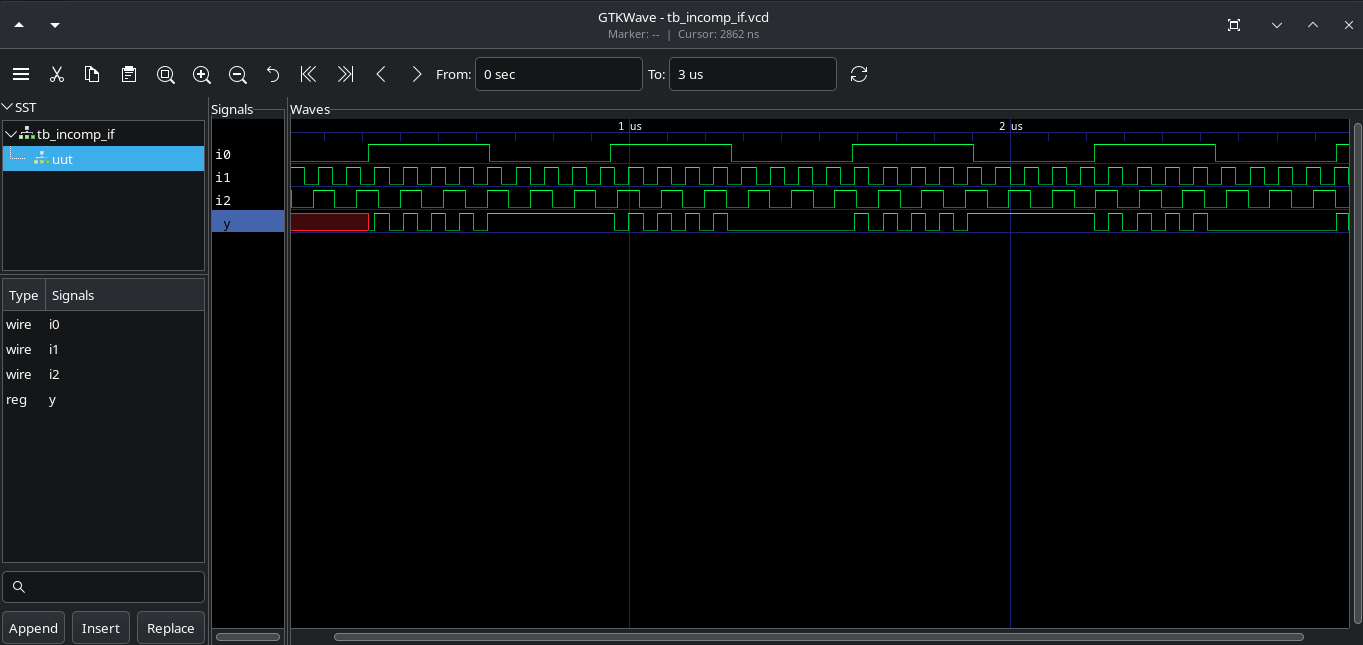 GTKWave - tb_incomp_if.vcd
Marker: -- | Cursor: 2862 ns
From: 0 sec To: 3 us
SST
tb_incomp_if
uut
Type Signals
wire i0
wire i1
wire i2
reg y
Append Insert Replace
Signals
i0
i1
i2
y
Waves
1 us 2 us